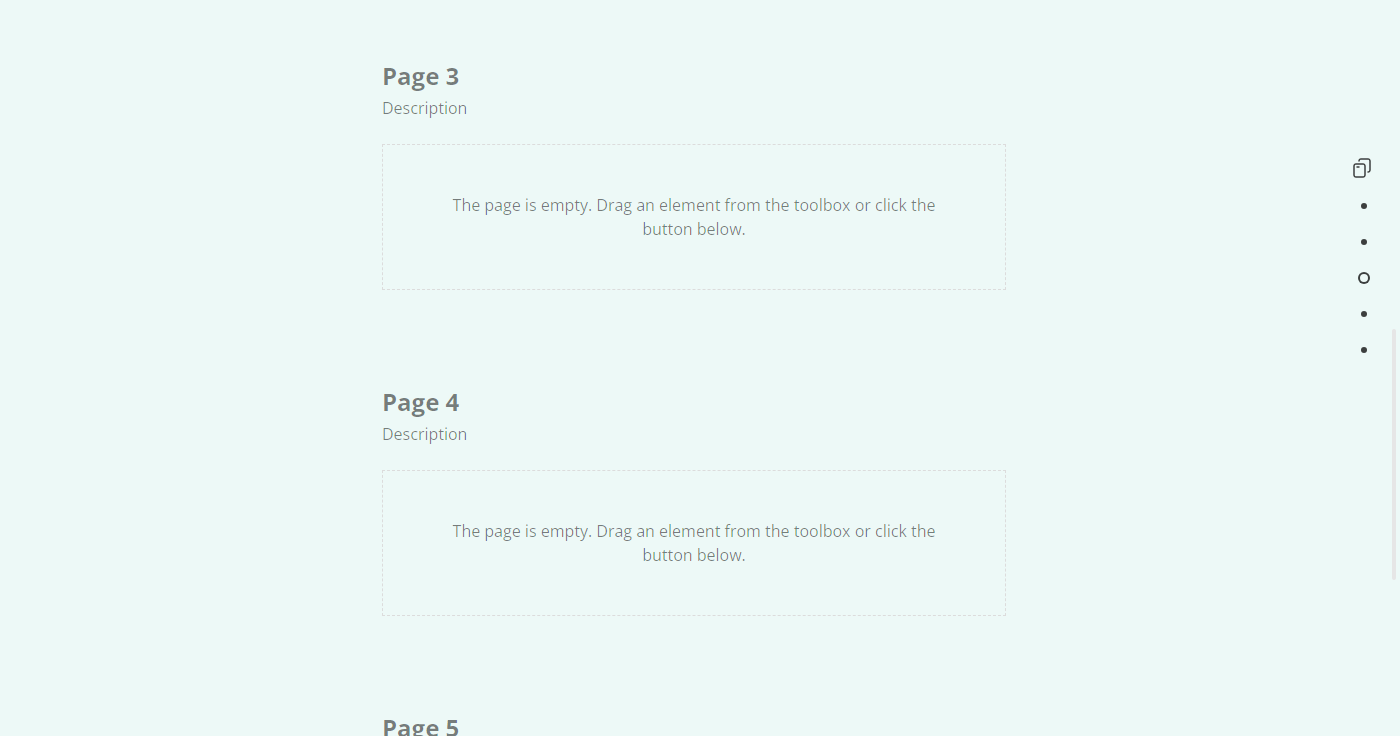 Page 3
Description
The page is empty. Drag an element from the toolbox or click the
button below.
Page 4
Description
The page is empty. Drag an element from the toolbox or click the
button below.
Page 5